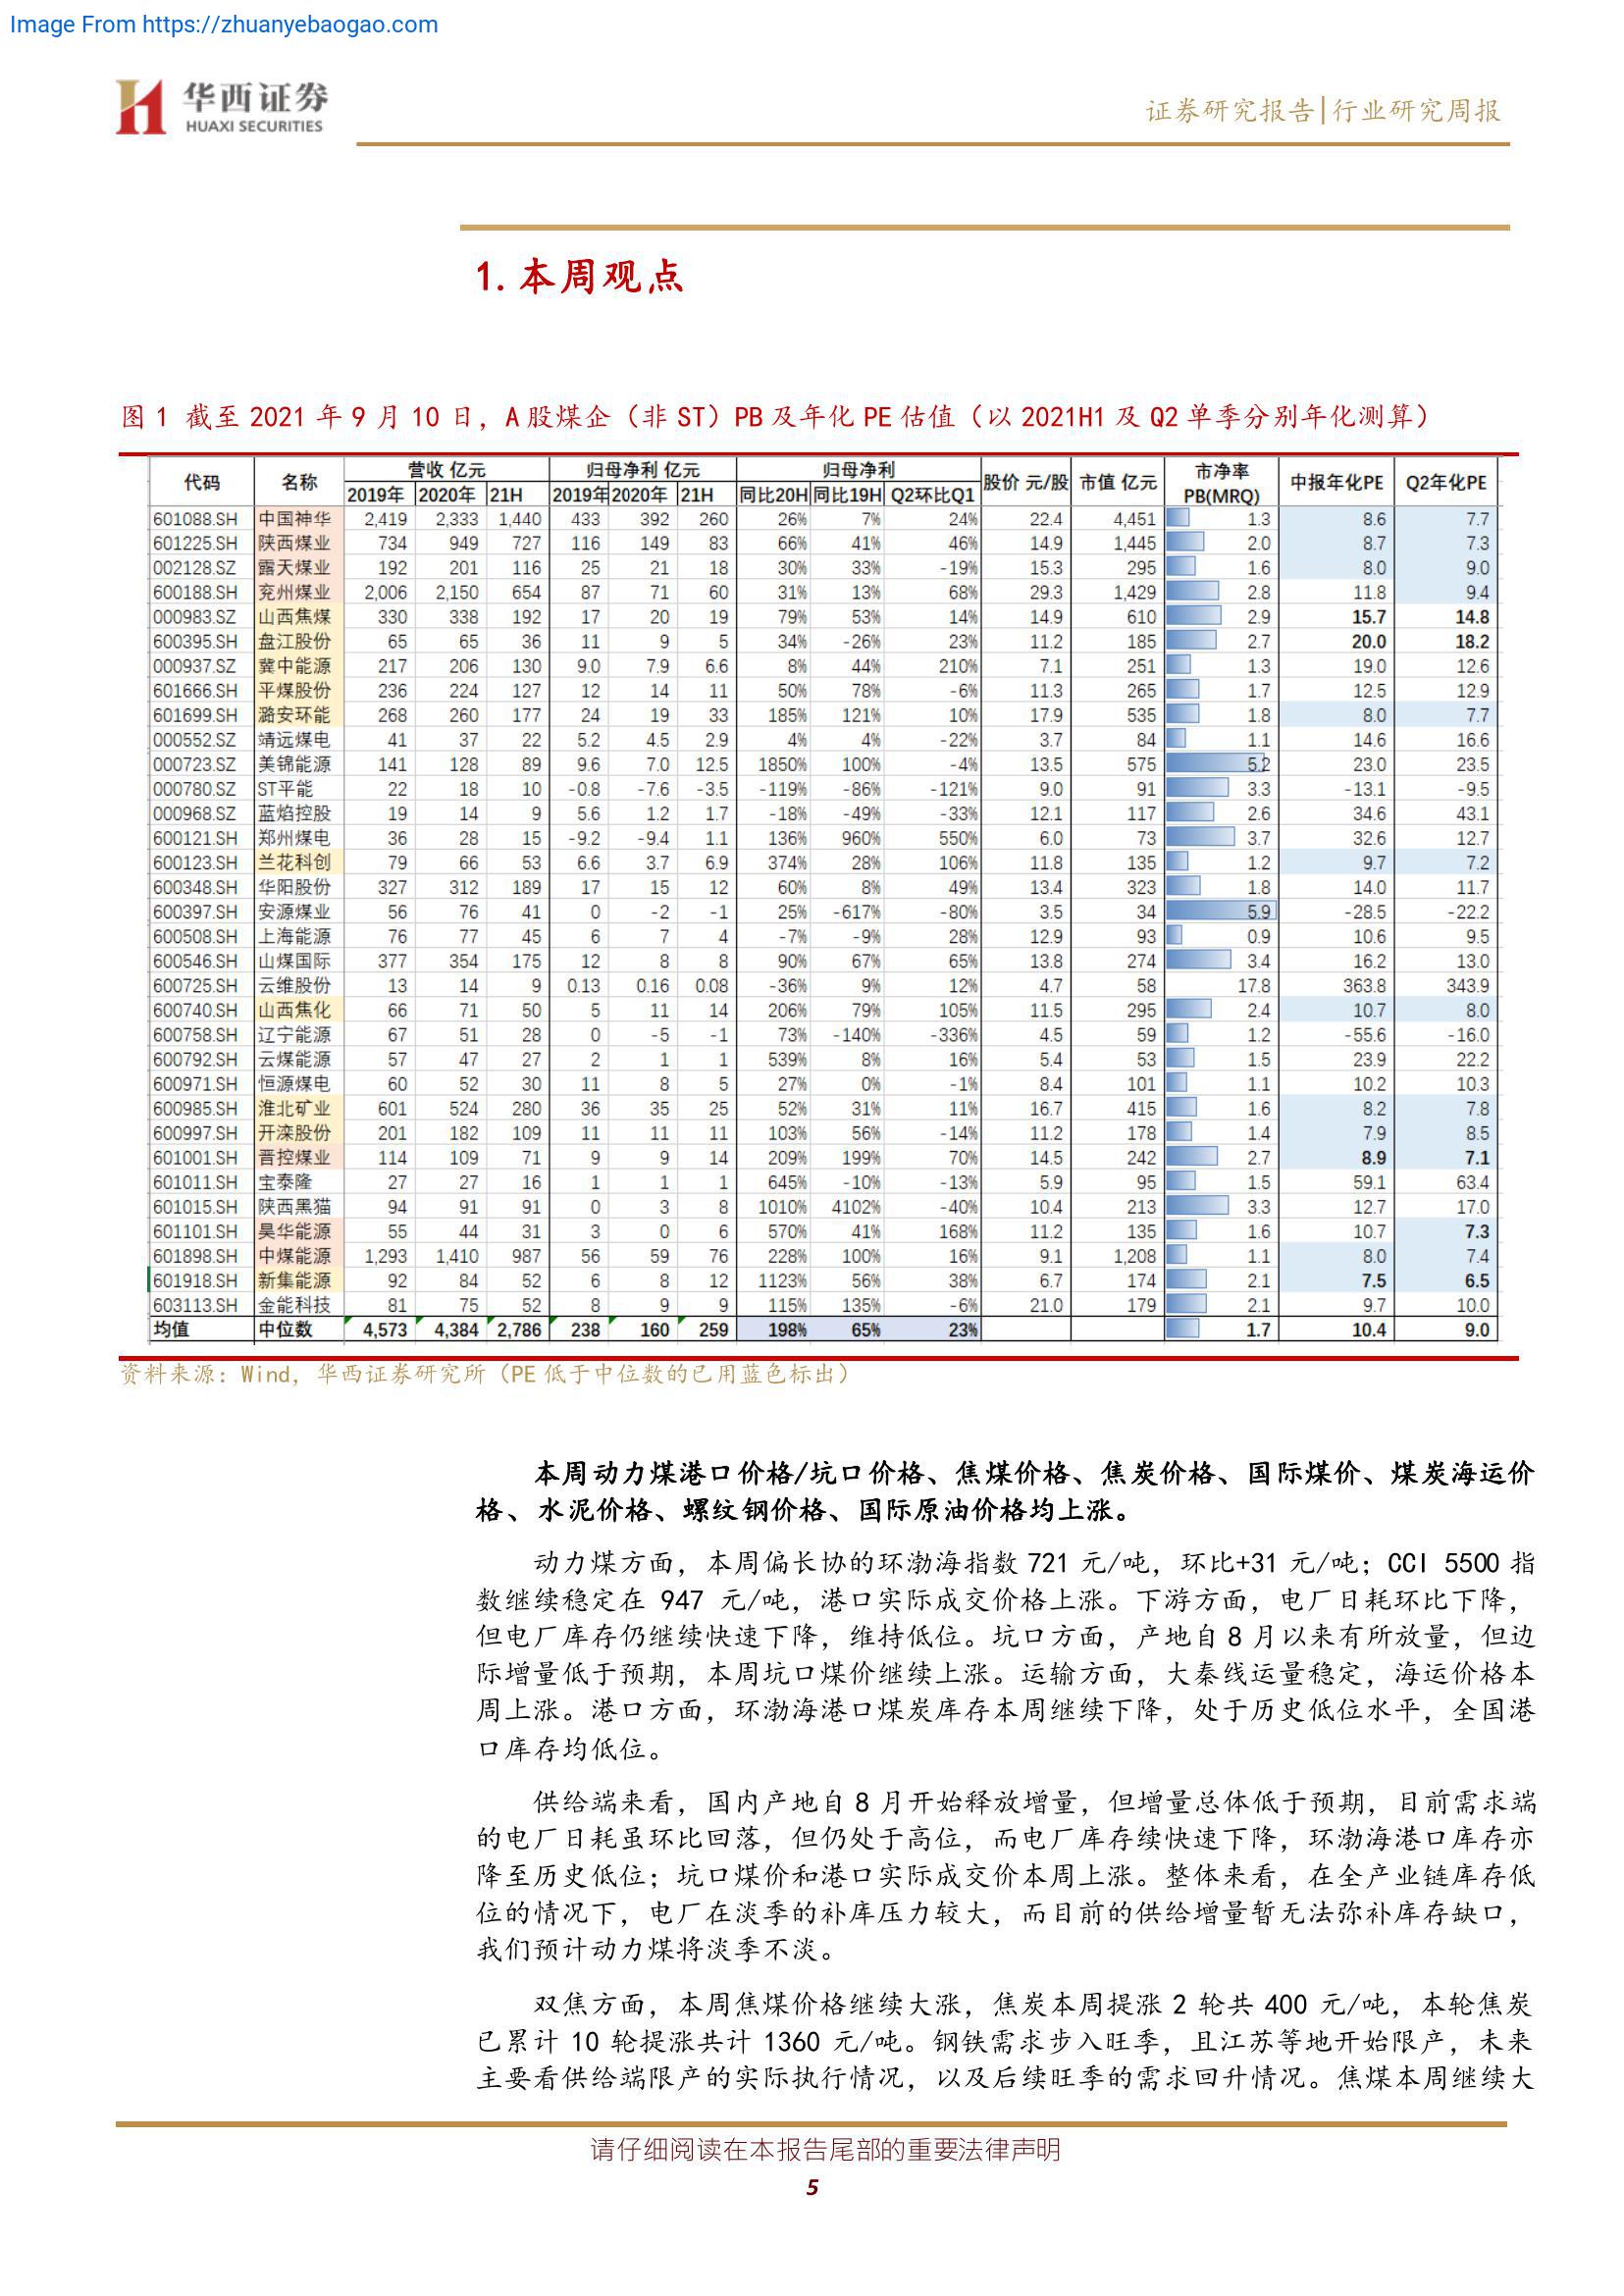 Image From https://zhuanyebaogao.com
华西证券
HUAXI SECURITIES
证券研究报告|行业研究周报
1. 本周观点
图 1 截至 2021 年 9 月 10 日，A 股煤企（非 ST）PB 及年化 PE 估值（以 2021H1 及 Q2 单季分别年化测算）
代码 名称 营收 亿元 归母净利 亿元 归母净利 股价 元/股 市值 亿元 市净率 PB(MRQ) 中报年化PE Q2年化PE
2019年 2020年 21H 2019年 2020年 21H 同比20H 同比19H Q2环比Q1
601088.SH 中国神华 2,419 2,333 1,440 433 392 260 26% 7% 24% 22.4 4,451 1.3 8.6 7.7
601225.SH 陕西煤业 734 949 727 116 149 83 66% 41% 46% 14.9 1,445 2.0 8.7 7.3
002128.SZ 露天煤业 192 201 116 25 21 18 30% 33% -19% 15.3 295 1.6 8.0 9.0
600188.SH 兖州煤业 2,006 2,150 654 87 71 60 31% 13% 68% 29.3 1,429 2.8 11.8 9.4
000983.SZ 山西焦煤 330 338 192 17 20 19 79% 53% 14% 14.9 610 2.9 15.7 14.8
600395.SH 盘江股份 65 65 36 11 9 5 34% -26% 23% 11.2 185 2.7 20.0 18.2
000937.SZ 冀中能源 217 206 130 9.0 7.9 6.6 8% 44% 210% 7.1 251 1.3 19.0 12.6
601666.SH 平煤股份 236 224 127 12 14 11 50% 78% -6% 11.3 265 1.7 12.5 12.9
601699.SH 潞安环能 268 260 177 24 19 33 185% 121% 10% 17.9 535 1.8 8.0 7.7
000552.SZ 靖远煤电 41 37 22 5.2 4.5 2.9 4% 4% -22% 3.7 84 1.1 14.6 16.6
000723.SZ 美锦能源 141 128 89 9.6 7.0 12.5 1850% 100% -4% 13.5 575 5.2 23.0 23.5
000780.SZ ST平能 22 18 10 -0.8 -7.6 -3.5 -119% -86% -121% 9.0 91 3.3 -13.1 -9.5
000968.SZ 蓝焰控股 19 14 9 5.6 1.2 1.7 -18% -49% -33% 12.1 117 2.6 34.6 43.1
600121.SH 郑州煤电 36 28 15 -9.2 -9.4 1.1 136% 960% 550% 6.0 73 3.7 32.6 12.7
600123.SH 兰花科创 79 66 53 6.6 3.7 6.9 374% 28% 106% 11.8 135 1.2 9.7 7.2
600348.SH 华阳股份 327 312 189 17 15 12 60% 8% 49% 13.4 323 1.8 14.0 11.7
600397.SH 安源煤业 56 76 41 0 -2 -1 25% -617% -80% 3.5 34 5.9 -28.5 -22.2
600508.SH 上海能源 76 77 45 6 7 4 -7% -9% 28% 12.9 93 0.9 10.6 9.5
600546.SH 山煤国际 377 354 175 12 8 8 90% 67% 65% 13.8 274 3.4 16.2 13.0
600725.SH 云维股份 13 14 9 0.13 0.16 0.08 -36% 9% 12% 4.7 58 17.8 363.8 343.9
600740.SH 山西焦化 66 71 50 5 11 14 206% 79% 105% 11.5 295 2.4 10.7 8.0
600758.SH 辽宁能源 67 51 28 0 -5 -1 73% -140% -336% 4.5 59 1.2 -55.6 -16.0
600792.SH 云煤能源 57 47 27 2 1 1 539% 8% 16% 5.4 53 1.5 23.9 22.2
600971.SH 恒源煤电 60 52 30 11 8 5 27% 0% -1% 8.4 101 1.1 10.2 10.3
600985.SH 淮北矿业 601 524 280 36 35 25 52% 31% 11% 16.7 415 1.6 8.2 7.8
600997.SH 开滦股份 201 182 109 11 11 11 103% 56% -14% 11.2 178 1.4 7.9 8.5
601001.SH 晋控煤业 114 109 71 9 9 14 209% 199% 70% 14.5 242 2.7 8.9 7.1
601011.SH 宝泰隆 27 27 16 1 1 1 645% -10% -13% 5.9 95 1.5 59.1 63.4
601015.SH 陕西黑猫 94 91 91 0 3 8 1010% 4102% -40% 10.4 213 3.3 12.7 17.0
601101.SH 昊华能源 55 44 31 3 0 6 570% 41% 168% 11.2 135 1.6 10.7 7.3
601898.SH 中煤能源 1,293 1,410 987 56 59 76 228% 100% 16% 9.1 1,208 1.1 8.0 7.4
601918.SH 新集能源 92 84 52 6 8 12 1123% 56% 38% 6.7 174 2.1 7.5 6.5
603113.SH 金能科技 81 75 52 8 9 9 115% 135% -6% 21.0 179 2.1 9.7 10.0
均值 中位数 4,573 4,384 2,786 238 160 259 198% 65% 23% 1.7 10.4 9.0
资料来源：Wind，华西证券研究所（PE 低于中位数的已用蓝色标出）
本周动力煤港口价格/坑口价格、焦煤价格、焦炭价格、国际煤价、煤炭海运价
格、水泥价格、螺纹钢价格、国际原油价格均上涨。
动力煤方面，本周偏长协的环渤海指数 721 元/吨，环比+31 元/吨；CCI 5500 指
数继续稳定在 947 元/吨，港口实际成交价格上涨。下游方面，电厂日耗环比下降，
但电厂库存仍继续快速下降，维持低位。坑口方面，产地自 8 月以来有所放量，但边
际增量低于预期，本周坑口煤价继续上涨。运输方面，大秦线运量稳定，海运价格本
周上涨。港口方面，环渤海港口煤炭库存本周继续下降，处于历史低位水平，全国港
口库存均低位。
供给端来看，国内产地自 8 月开始释放增量，但增量总体低于预期，目前需求端
的电厂日耗虽环比回落，但仍处于高位，而电厂库存续快速下降，环渤海港口库存亦
降至历史低位；坑口煤价和港口实际成交价本周上涨。整体来看，在全产业链库存低
位的情况下，电厂在淡季的补库压力较大，而目前的供给增量暂无法弥补库存缺口，
我们预计动力煤将淡季不淡。
双焦方面，本周焦煤价格继续大涨，焦炭本周提涨 2 轮共 400 元/吨，本轮焦炭
已累计 10 轮提涨共计 1360 元/吨。钢铁需求步入旺季，且江苏等地开始限产，未来
主要看供给端限产的实际执行情况，以及后续旺季的需求回升情况。焦煤本周继续大
请仔细阅读在本报告尾部的重要法律声明
5